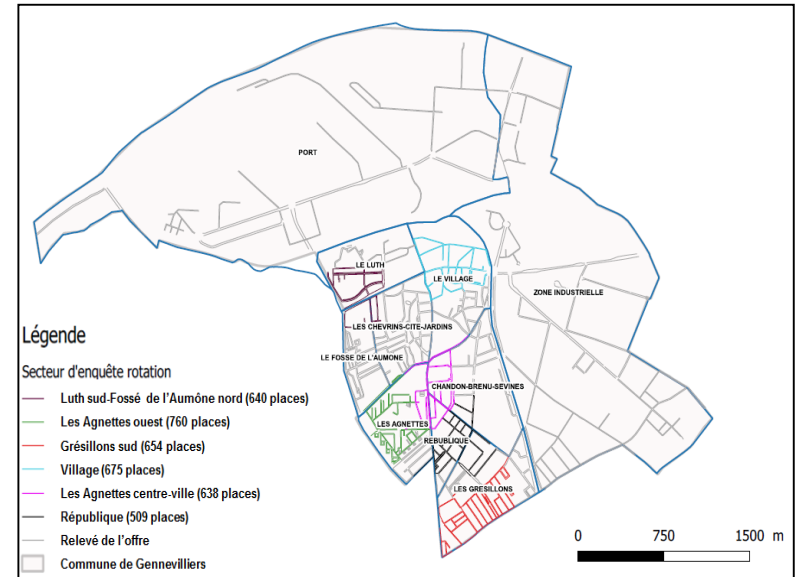 PORT
LE LUTH
LE VILLAGE
ZONE INDUSTRIELLE
LES CHEVRINS-CITE-JARDINS
LE FOSSE DE L'AUMONE
CHANDON-BRENU-SEVINES
LES AGNETTES
REBUBLIQUE
LES GRESILLONS
Légende
Secteur d'enquête rotation
Luth sud-Fossé de l'Aumône nord (640 places)
Les Agnettes ouest (760 places)
Grésillons sud (654 places)
Village (675 places)
Les Agnettes centre-ville (638 places)
République (509 places)
Relevé de l'offre
Commune de Gennevilliers
0 750 1500 m